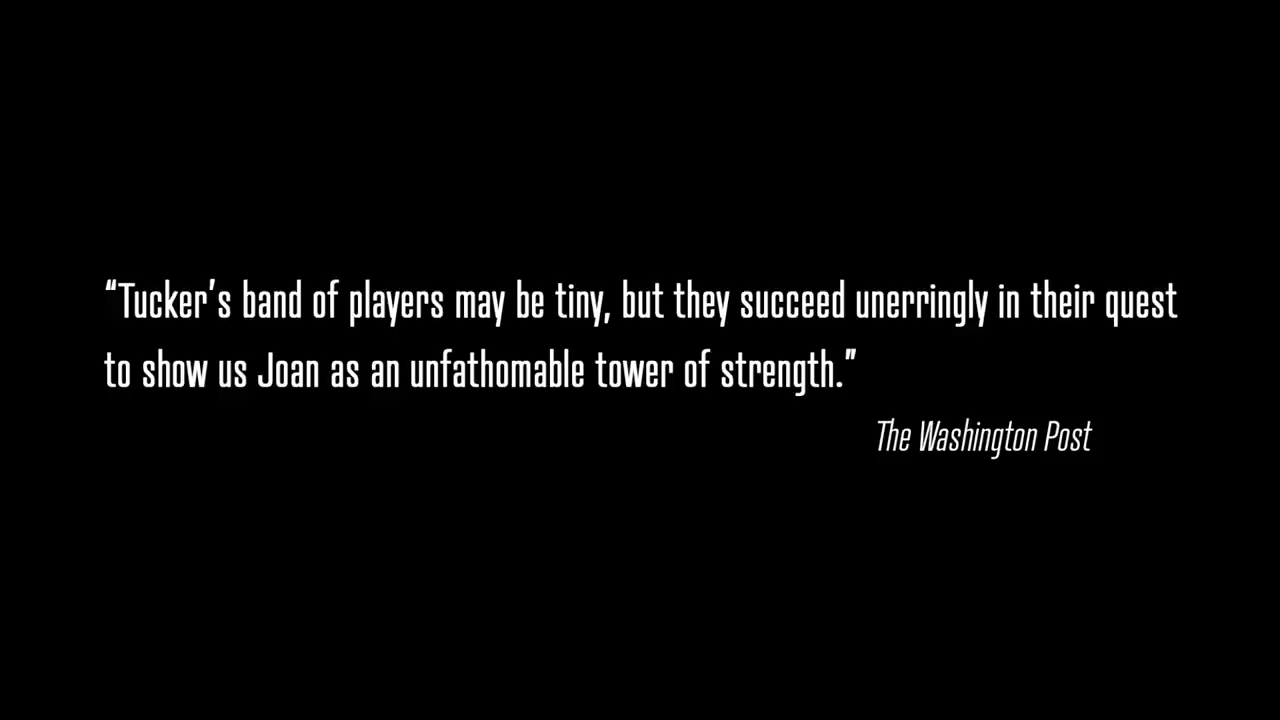 “Tucker’s band of players may be tiny, but they succeed unerringly in their quest
to show us Joan as an unfathomable tower of strength.”
The Washington Post